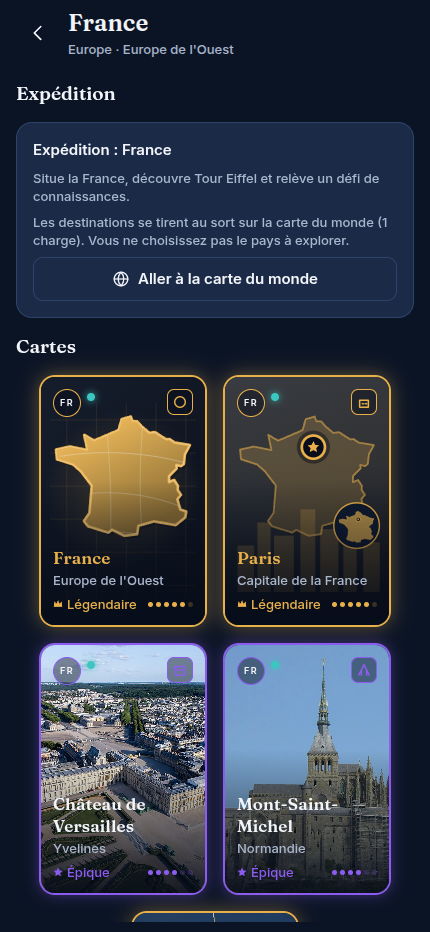 France
Europe · Europe de l'Ouest
Expédition
Expédition : France
Situe la France, découvre Tour Eiffel et relève un défi de
connaissances.
Les destinations se tirent au sort sur la carte du monde (1
charge). Vous ne choisissez pas le pays à explorer.
Aller à la carte du monde
Cartes
FR
France
Europe de l'Ouest
Légendaire
FR
Paris
Capitale de la France
Légendaire
FR
Château de
Versailles
Yvelines
Épique
FR
Mont-Saint-
Michel
Normandie
Épique